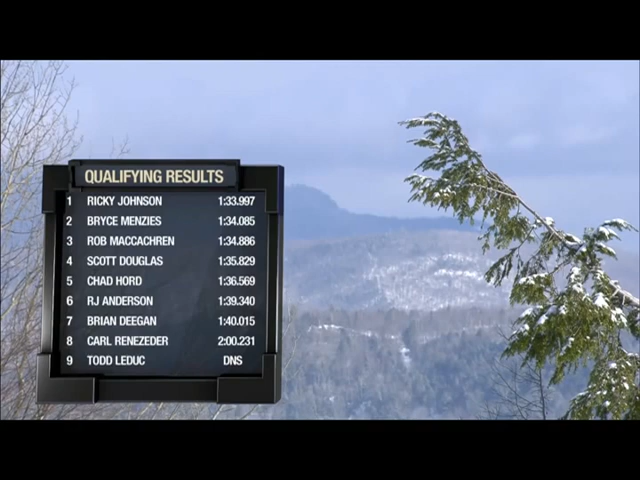 QUALIFYING RESULTS
1 RICKY JOHNSON 1:33.997
2 BRYCE MENZIES 1:34.085
3 ROB MACCACHREN 1:34.886
4 SCOTT DOUGLAS 1:35.829
5 CHAD HORD 1:36.569
6 RJ ANDERSON 1:39.340
7 BRIAN DEEGAN 1:40.015
8 CARL RENEZEDER 2:00.231
9 TODD LEDUC DNS